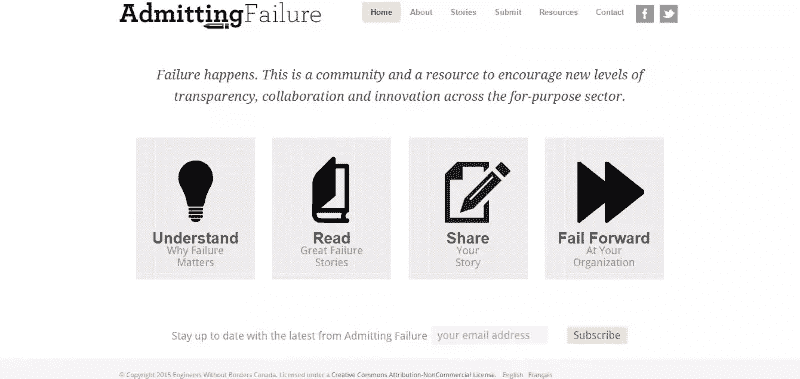 AdmittingFailure
Home About Stories Submit Resources Contact
Failure happens. This is a community and a resource to encourage new levels of
transparency, collaboration and innovation across the for-purpose sector.
Understand
Why Failure
Matters
Read
Great Failure
Stories
Share
Your
Story
Fail Forward
At Your
Organization
Stay up to date with the latest from Admitting Failure your email address Subscribe
© Copyright 2015 Engineers Without Borders Canada. Licensed under a Creative Commons Attribution-NonCommercial License. English Français